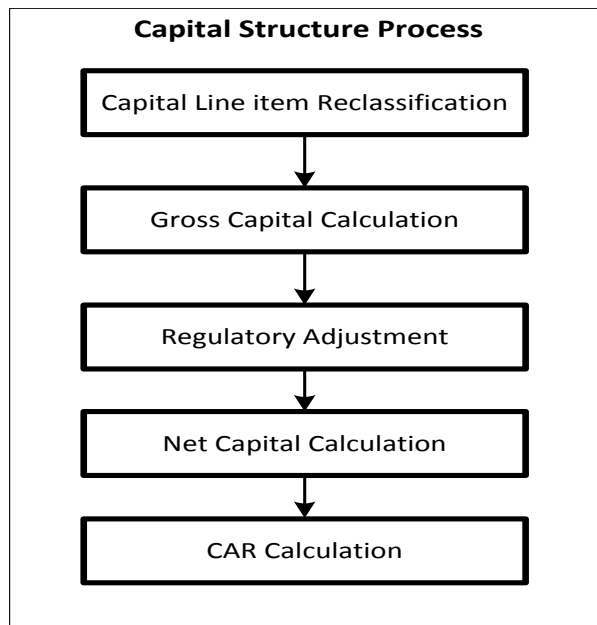 Capital Structure Process
Capital Line item Reclassification
Gross Capital Calculation
Regulatory Adjustment
Net Capital Calculation
CAR Calculation